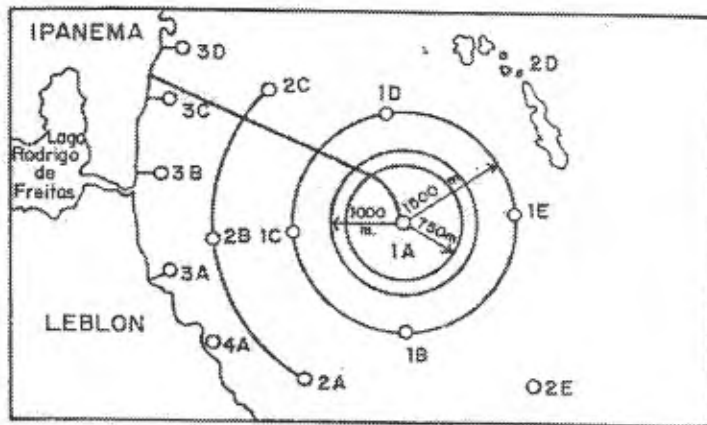 IPANEMA
3D
2D
2C
1D
3C
Lago
Rodrigo
de
Freitas
3B
1500 m.
1000
m.
750m
1E
2B
1C
1A
3A
LEBLON
4A
1B
2A
2E